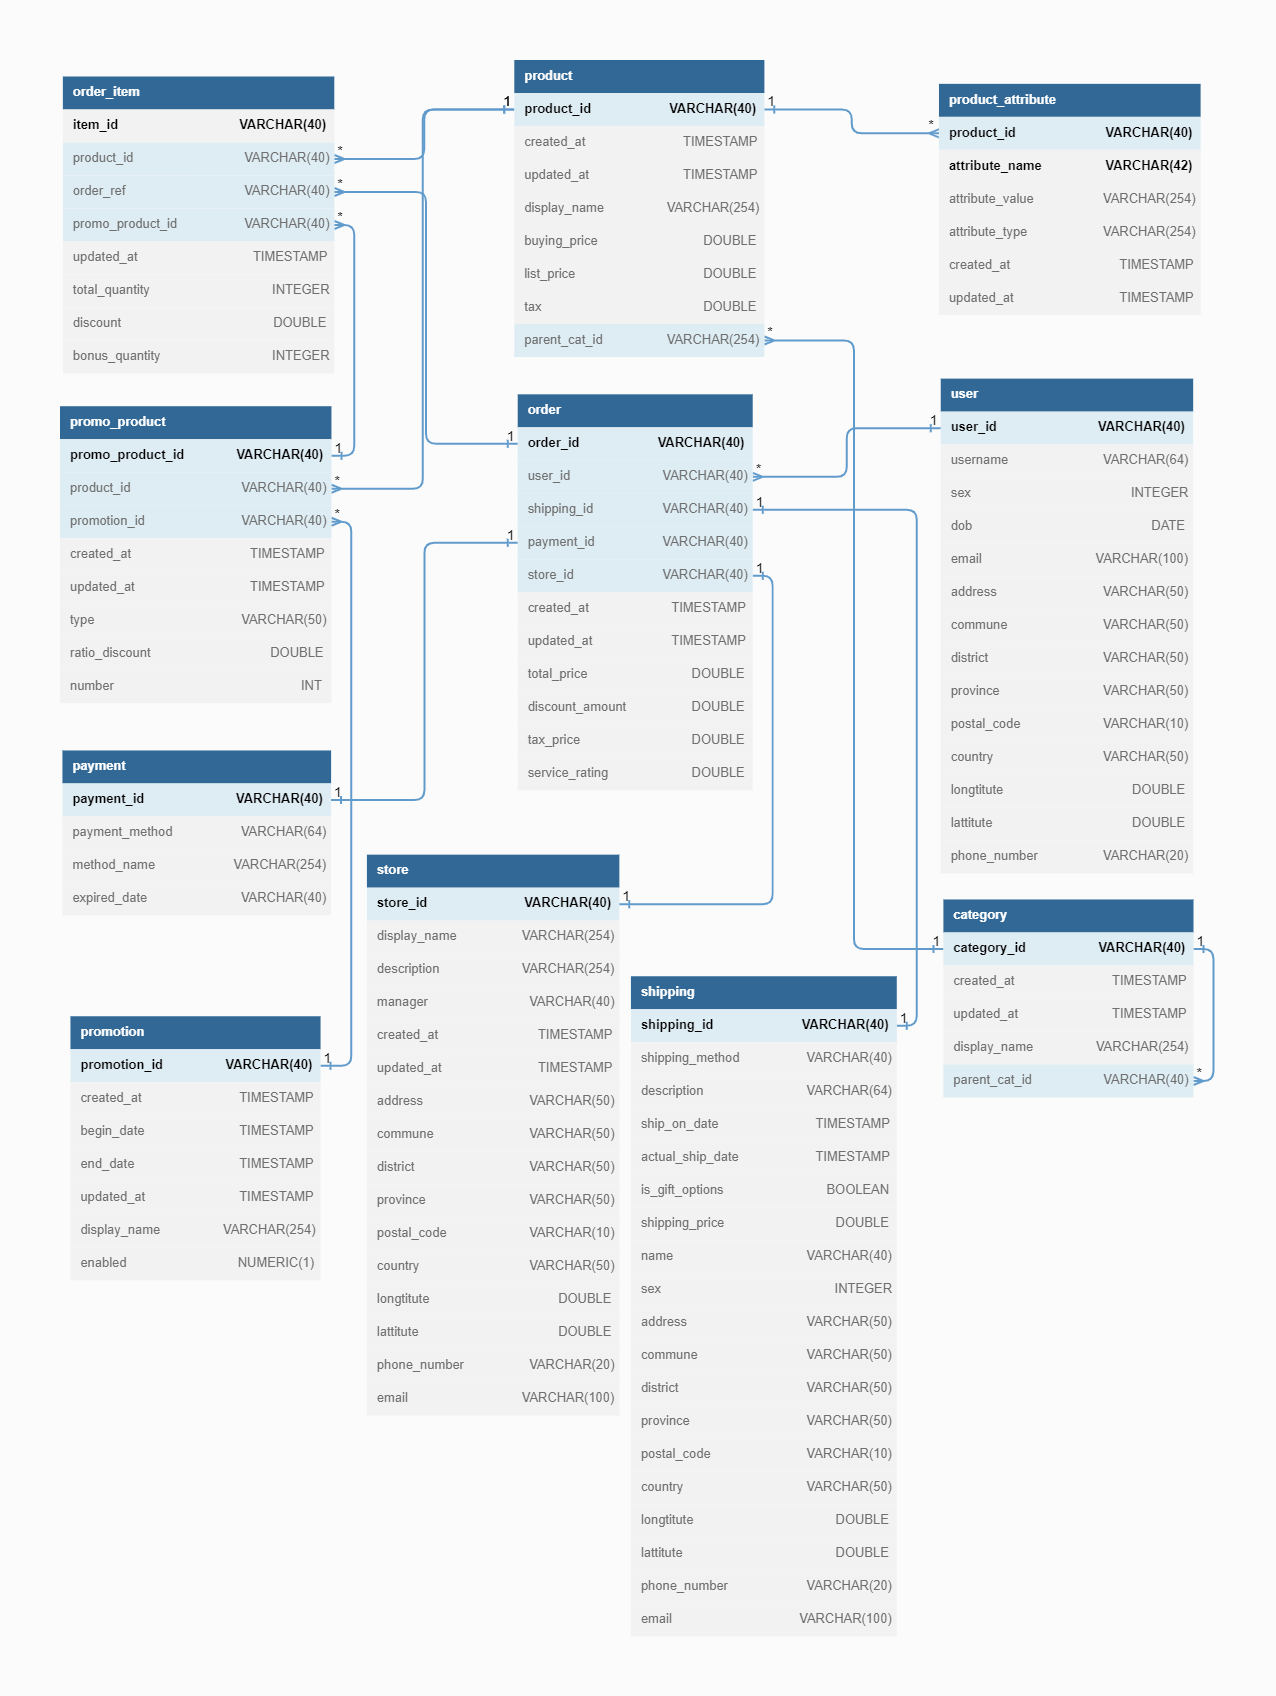 order_item
item_id VARCHAR(40)
product_id VARCHAR(40) *
order_ref VARCHAR(40) *
promo_product_id VARCHAR(40) *
updated_at TIMESTAMP
total_quantity INTEGER
discount DOUBLE
bonus_quantity INTEGER
promo_product
promo_product_id VARCHAR(40) 1
product_id VARCHAR(40) *
promotion_id VARCHAR(40) *
created_at TIMESTAMP
updated_at TIMESTAMP
type VARCHAR(50)
ratio_discount DOUBLE
number INT
payment
payment_id VARCHAR(40) 1
payment_method VARCHAR(64)
method_name VARCHAR(254)
expired_date VARCHAR(40)
promotion
promotion_id VARCHAR(40) 1
created_at TIMESTAMP
begin_date TIMESTAMP
end_date TIMESTAMP
updated_at TIMESTAMP
display_name VARCHAR(254)
enabled NUMERIC(1)
product
1 product_id VARCHAR(40) 1
created_at TIMESTAMP
updated_at TIMESTAMP
display_name VARCHAR(254)
buying_price DOUBLE
list_price DOUBLE
tax DOUBLE
parent_cat_id VARCHAR(254) *
order
1 order_id VARCHAR(40)
user_id VARCHAR(40) *
shipping_id VARCHAR(40) 1
1 payment_id VARCHAR(40)
store_id VARCHAR(40) 1
created_at TIMESTAMP
updated_at TIMESTAMP
total_price DOUBLE
discount_amount DOUBLE
tax_price DOUBLE
service_rating DOUBLE
store
store_id VARCHAR(40) 1
display_name VARCHAR(254)
description VARCHAR(254)
manager VARCHAR(40)
created_at TIMESTAMP
updated_at TIMESTAMP
address VARCHAR(50)
commune VARCHAR(50)
district VARCHAR(50)
province VARCHAR(50)
postal_code VARCHAR(10)
country VARCHAR(50)
longtitute DOUBLE
lattitute DOUBLE
phone_number VARCHAR(20)
email VARCHAR(100)
shipping
shipping_id VARCHAR(40) 1
shipping_method VARCHAR(40)
description VARCHAR(64)
ship_on_date TIMESTAMP
actual_ship_date TIMESTAMP
is_gift_options BOOLEAN
shipping_price DOUBLE
name VARCHAR(40)
sex INTEGER
address VARCHAR(50)
commune VARCHAR(50)
district VARCHAR(50)
province VARCHAR(50)
postal_code VARCHAR(10)
country VARCHAR(50)
longtitute DOUBLE
lattitute DOUBLE
phone_number VARCHAR(20)
email VARCHAR(100)
product_attribute
* product_id VARCHAR(40)
attribute_name VARCHAR(42)
attribute_value VARCHAR(254)
attribute_type VARCHAR(254)
created_at TIMESTAMP
updated_at TIMESTAMP
user
1 user_id VARCHAR(40)
username VARCHAR(64)
sex INTEGER
dob DATE
email VARCHAR(100)
address VARCHAR(50)
commune VARCHAR(50)
district VARCHAR(50)
province VARCHAR(50)
postal_code VARCHAR(10)
country VARCHAR(50)
longtitute DOUBLE
lattitute DOUBLE
phone_number VARCHAR(20)
category
1 category_id VARCHAR(40) 1
created_at TIMESTAMP
updated_at TIMESTAMP
display_name VARCHAR(254)
parent_cat_id VARCHAR(40) *